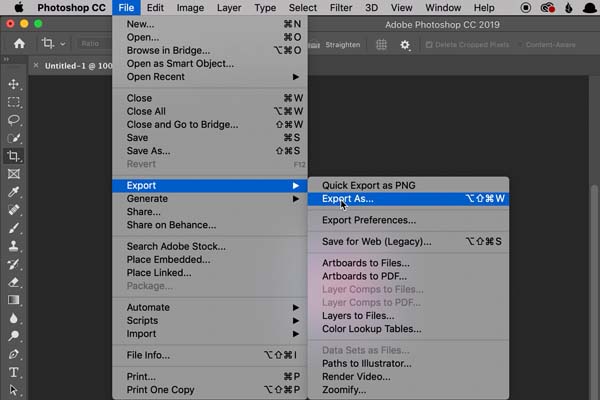 Photoshop CC File Edit Image Layer Type Select Filter 3D View
Adobe Photoshop CC 2019
Ratio Straighten Delete Cropped Pixels Content-Aware
× Untitled-1 @ 100
New... ⌘N
Open... ⌘O
Browse in Bridge... ⌥⌘O
Open as Smart Object...
Open Recent ▶
Close ⌘W
Close All ⌥⌘W
Close and Go to Bridge... ⇧⌘W
Save ⌘S
Save As... ⇧⌘S
Revert F12
Export ▶
Generate ▶
Share...
Share on Behance...
Search Adobe Stock...
Place Embedded...
Place Linked...
Package...
Automate ▶
Scripts ▶
Import ▶
File Info... ⌥⇧⌘I
Print... ⌘P
Print One Copy ⌥⇧⌘P
Quick Export as PNG
Export As... ⌥⇧⌘W
Export Preferences...
Save for Web (Legacy)... ⌥⇧⌘S
Artboards to Files...
Artboards to PDF...
Layer Comps to Files...
Layer Comps to PDF...
Layers to Files...
Color Lookup Tables...
Data Sets as Files...
Paths to Illustrator...
Render Video...
Zoomify...